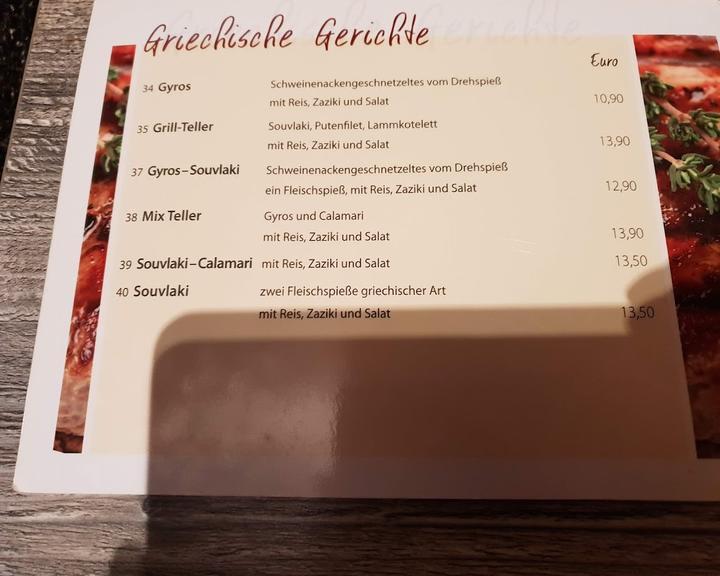 Griechische Gerichte
Euro
34 Gyros Schweinenackengeschnetzeltes vom Drehspieß
mit Reis, Zaziki und Salat 10,90
35 Grill-Teller Souvlaki, Putenfilet, Lammkotelett
mit Reis, Zaziki und Salat 13,90
37 Gyros–Souvlaki Schweinenackengeschnetzeltes vom Drehspieß
ein Fleischspieß, mit Reis, Zaziki und Salat 12,90
38 Mix Teller Gyros und Calamari
mit Reis, Zaziki und Salat 13,90
39 Souvlaki–Calamari mit Reis, Zaziki und Salat 13,50
40 Souvlaki zwei Fleischspieße griechischer Art
mit Reis, Zaziki und Salat 13,50